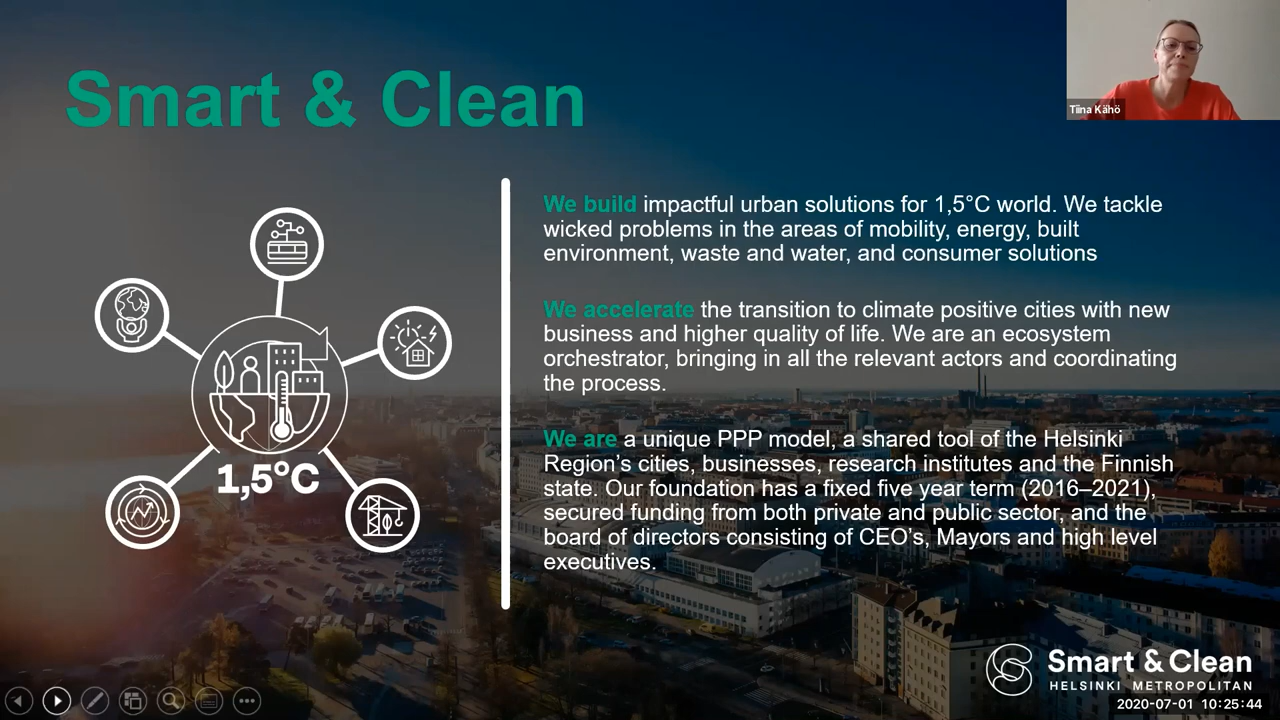 Smart & Clean
Tiina Kähö
We build impactful urban solutions for 1,5°C world. We tackle
wicked problems in the areas of mobility, energy, built
environment, waste and water, and consumer solutions
We accelerate the transition to climate positive cities with new
business and higher quality of life. We are an ecosystem
orchestrator, bringing in all the relevant actors and coordinating
the process.
We are a unique PPP model, a shared tool of the Helsinki
Region’s cities, businesses, research institutes and the Finnish
state. Our foundation has a fixed five year term (2016–2021),
secured funding from both private and public sector, and the
board of directors consisting of CEO’s, Mayors and high level
executives.
1,5°C
Smart & Clean
HELSINKI METROPOLITAN
2020-07-01 10:25:44